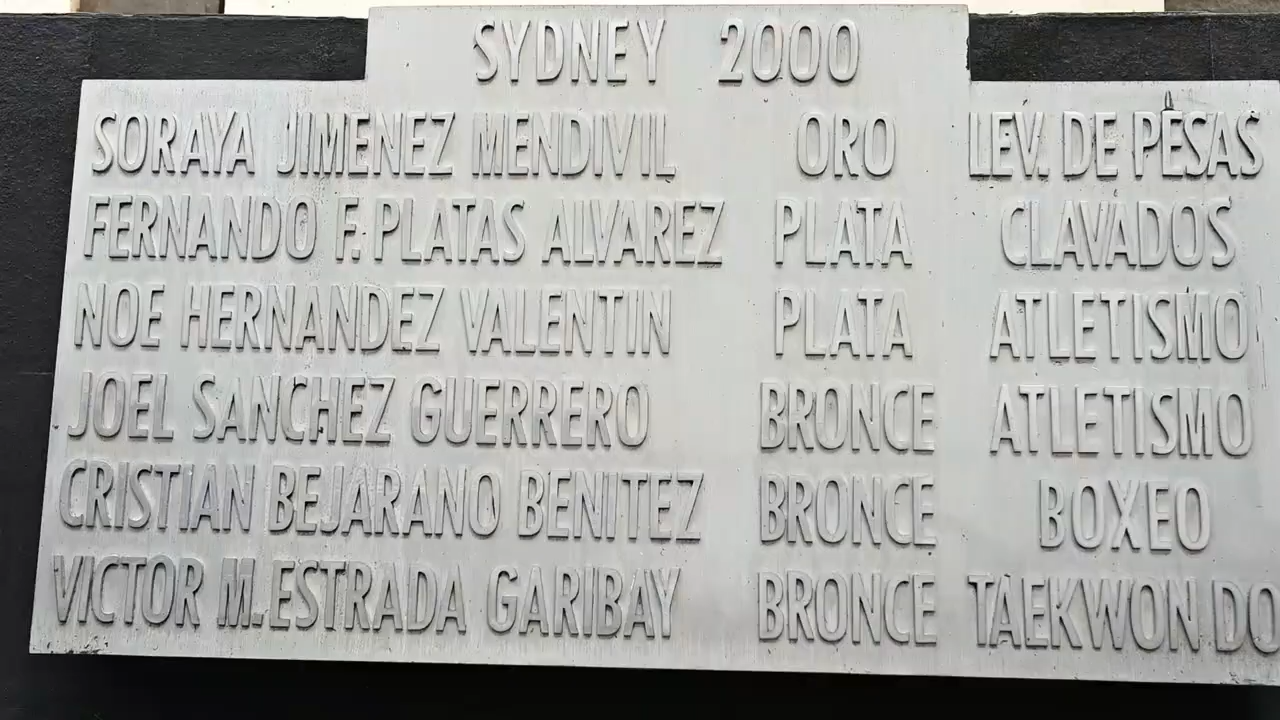 SYDNEY 2000
SORAYA JIMENEZ MENDIVIL ORO LEV. DE PESAS
FERNANDO F. PLATAS ALVAREZ PLATA CLAVADOS
NOE HERNANDEZ VALENTIN PLATA ATLETISMO
JOEL SANCHEZ GUERRERO BRONCE ATLETISMO
CRISTIAN BEJARANO BENITEZ BRONCE BOXEO
VICTOR M. ESTRADA GARIBAY BRONCE TAEKWON DO